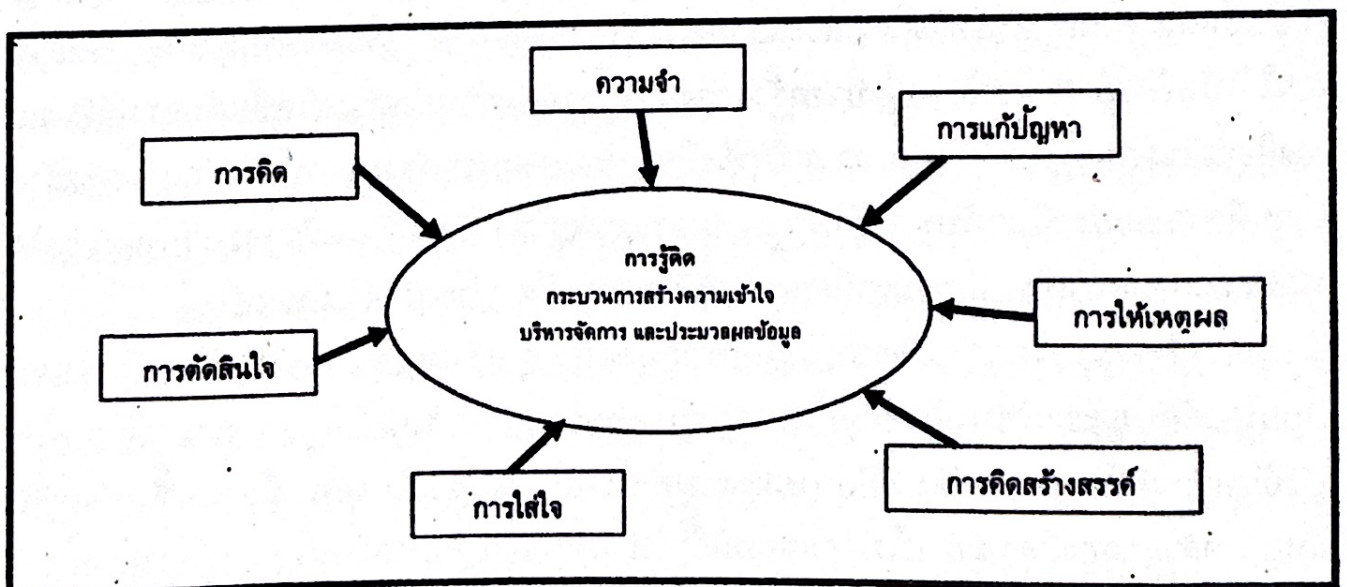 ความจำ
การแก้ปัญหา
การคิด
การรู้คิด
กระบวนการสร้างความเข้าใจ
บริหารจัดการ และประมวลผลข้อมูล
การให้เหตุผล
การตัดสินใจ
การคิดสร้างสรรค์
การใส่ใจ